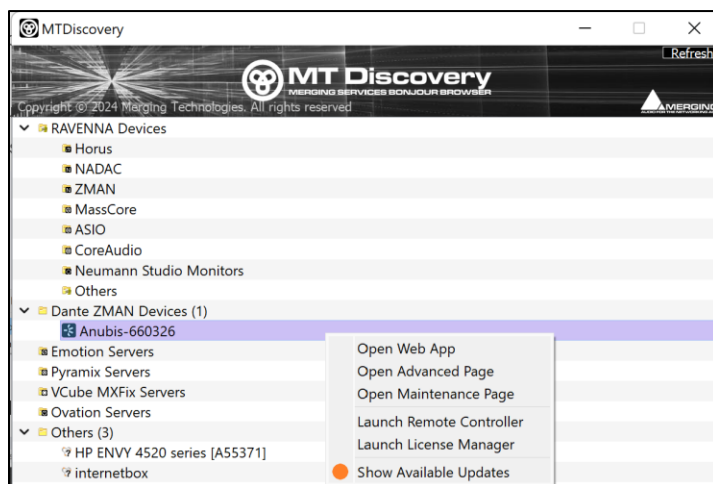 MTDiscovery
Refresh
MT Discovery
MERGING SERVICES BONJOUR BROWSER
Copyright © 2024 Merging Technologies. All rights reserved
MERGING
RAVENNA Devices
Horus
NADAC
ZMAN
MassCore
ASIO
CoreAudio
Neumann Studio Monitors
Others
Dante ZMAN Devices (1)
Anubis-660326
Emotion Servers
Pyramix Servers
VCube MXFix Servers
Ovation Servers
Others (3)
HP ENVY 4520 series [A55371]
internetbox
Open Web App
Open Advanced Page
Open Maintenance Page
Launch Remote Controller
Launch License Manager
Show Available Updates